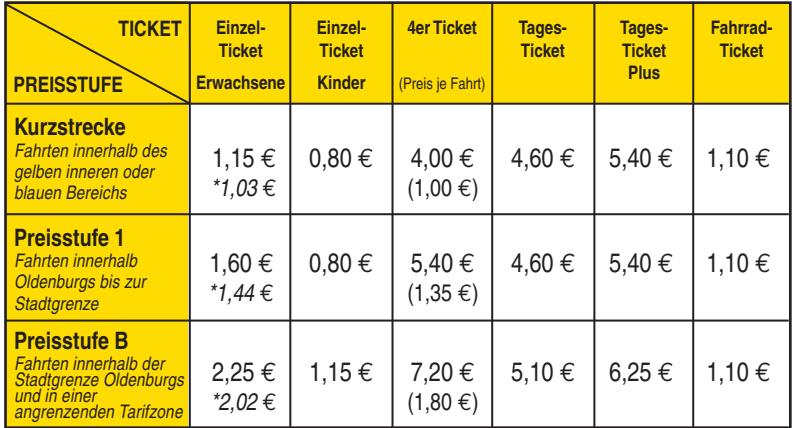 TICKET
PREISSTUFE
Einzel-
Ticket
Erwachsene
Einzel-
Ticket
Kinder
4er Ticket
(Preis je Fahrt)
Tages-
Ticket
Tages-
Ticket
Plus
Fahrrad-
Ticket
Kurzstrecke
Fahrten innerhalb des
gelben inneren oder
blauen Bereichs
1,15 € 0,80 € 4,00 € 4,60 € 5,40 € 1,10 €
*1,03 € (1,00 €)
Preisstufe 1
Fahrten innerhalb
Oldenburgs bis zur
Stadtgrenze
1,60 € 0,80 € 5,40 € 4,60 € 5,40 € 1,10 €
*1,44 € (1,35 €)
Preisstufe B
Fahrten innerhalb der
Stadtgrenze Oldenburgs
und in einer
angrenzenden Tarifzone
2,25 € 1,15 € 7,20 € 5,10 € 6,25 € 1,10 €
*2,02 € (1,80 €)